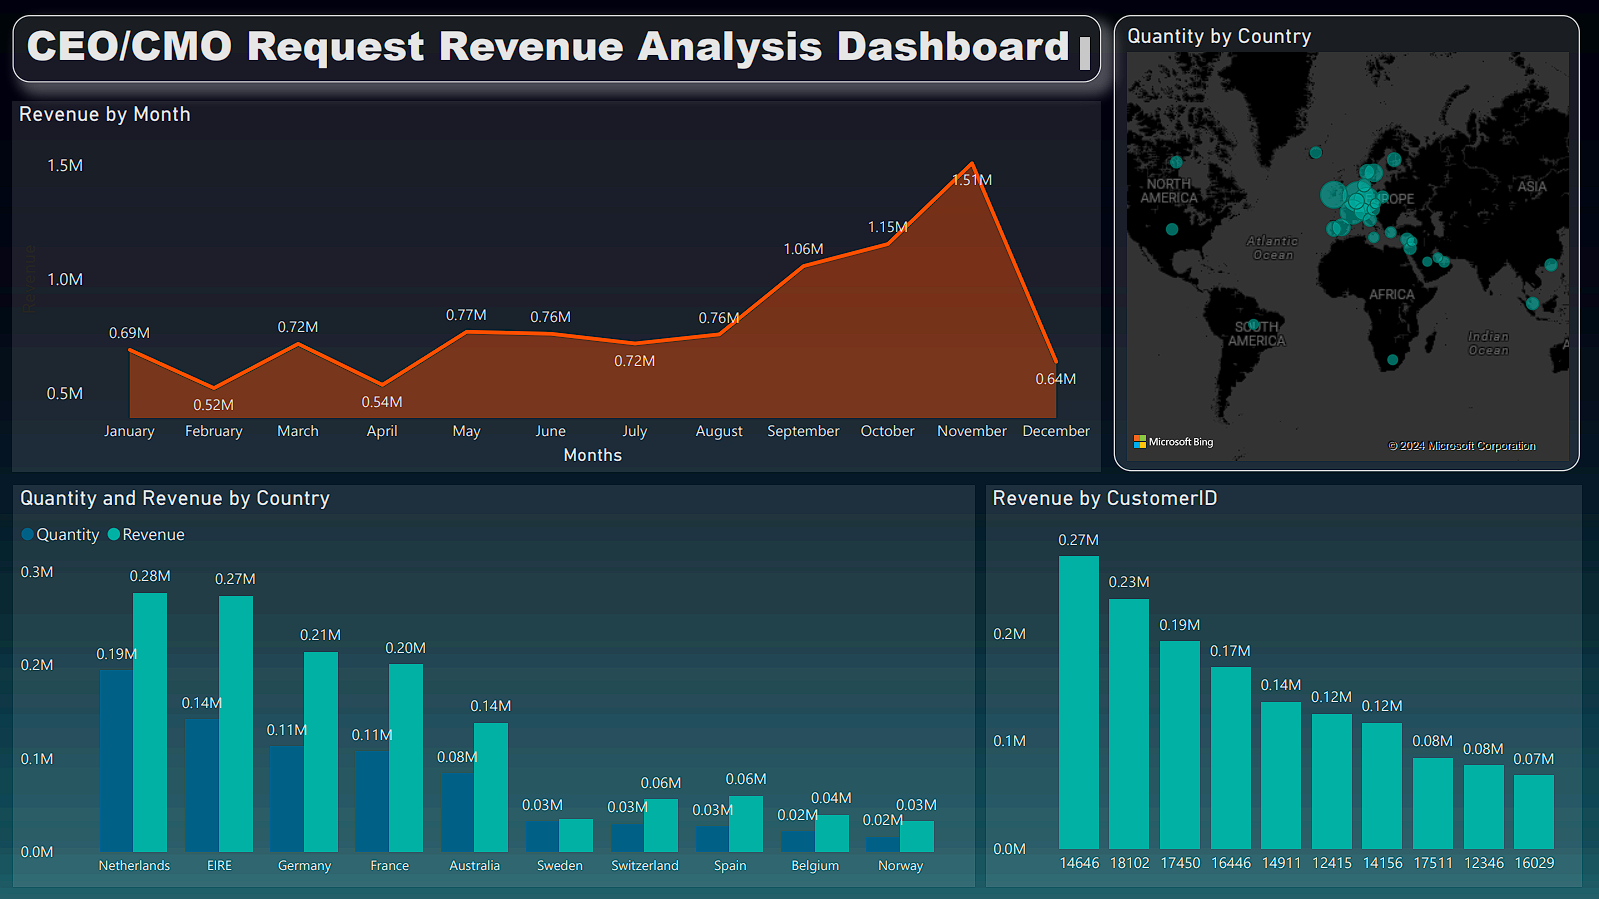 CEO/CMO Request Revenue Analysis Dashboard
Revenue by Month
Revenue
1.5M
1.0M
0.5M
0.69M
0.52M
0.72M
0.54M
0.77M
0.76M
0.72M
0.76M
1.06M
1.15M
1.51M
0.64M
January February March April May June July August September October November December
Months
Quantity by Country
NORTH
AMERICA
ROPE
ASIA
Atlantic
Ocean
AFRICA
SOUTH
AMERICA
Indian
Ocean
A
Microsoft Bing
© 2024 Microsoft Corporation
Quantity and Revenue by Country
Quantity Revenue
0.3M
0.2M
0.1M
0.0M
0.19M 0.28M
0.14M 0.27M
0.11M 0.21M
0.11M 0.20M
0.08M 0.14M
0.03M
0.03M 0.06M
0.03M 0.06M
0.02M 0.04M
0.02M 0.03M
Netherlands EIRE Germany France Australia Sweden Switzerland Spain Belgium Norway
Revenue by CustomerID
0.2M
0.1M
0.0M
0.27M
0.23M
0.19M
0.17M
0.14M
0.12M
0.12M
0.08M
0.08M
0.07M
14646 18102 17450 16446 14911 12415 14156 17511 12346 16029